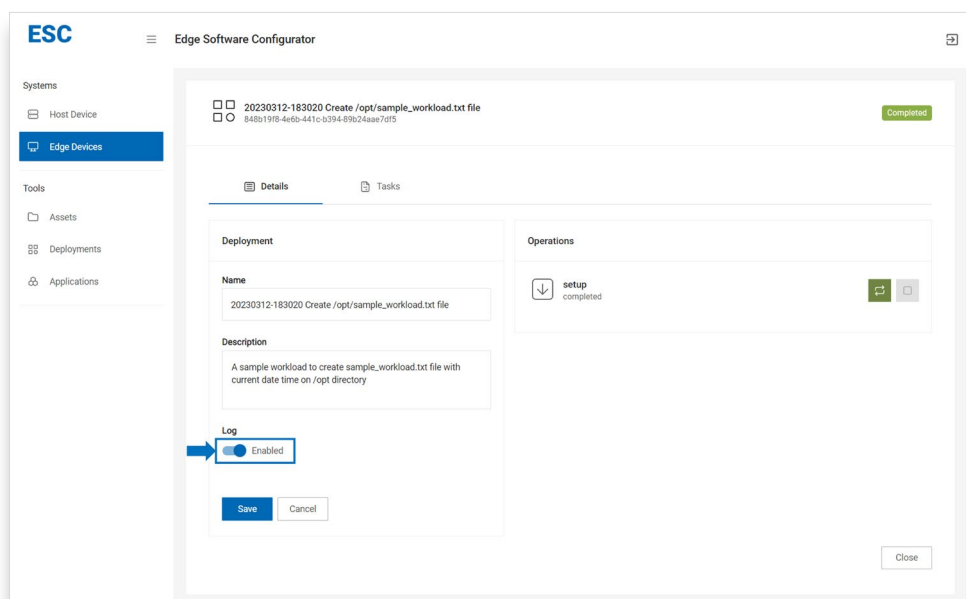 ESC
Edge Software Configurator
Systems
Host Device
Edge Devices
Tools
Assets
Deployments
Applications
20230312-183020 Create /opt/sample_workload.txt file
848b19f8-4e6b-441c-b394-89b24aae7df5
Completed
Details
Tasks
Deployment
Name
20230312-183020 Create /opt/sample_workload.txt file
Description
A sample workload to create sample_workload.txt file with
current date time on /opt directory
Log
Enabled
Save
Cancel
Operations
setup
completed
Close